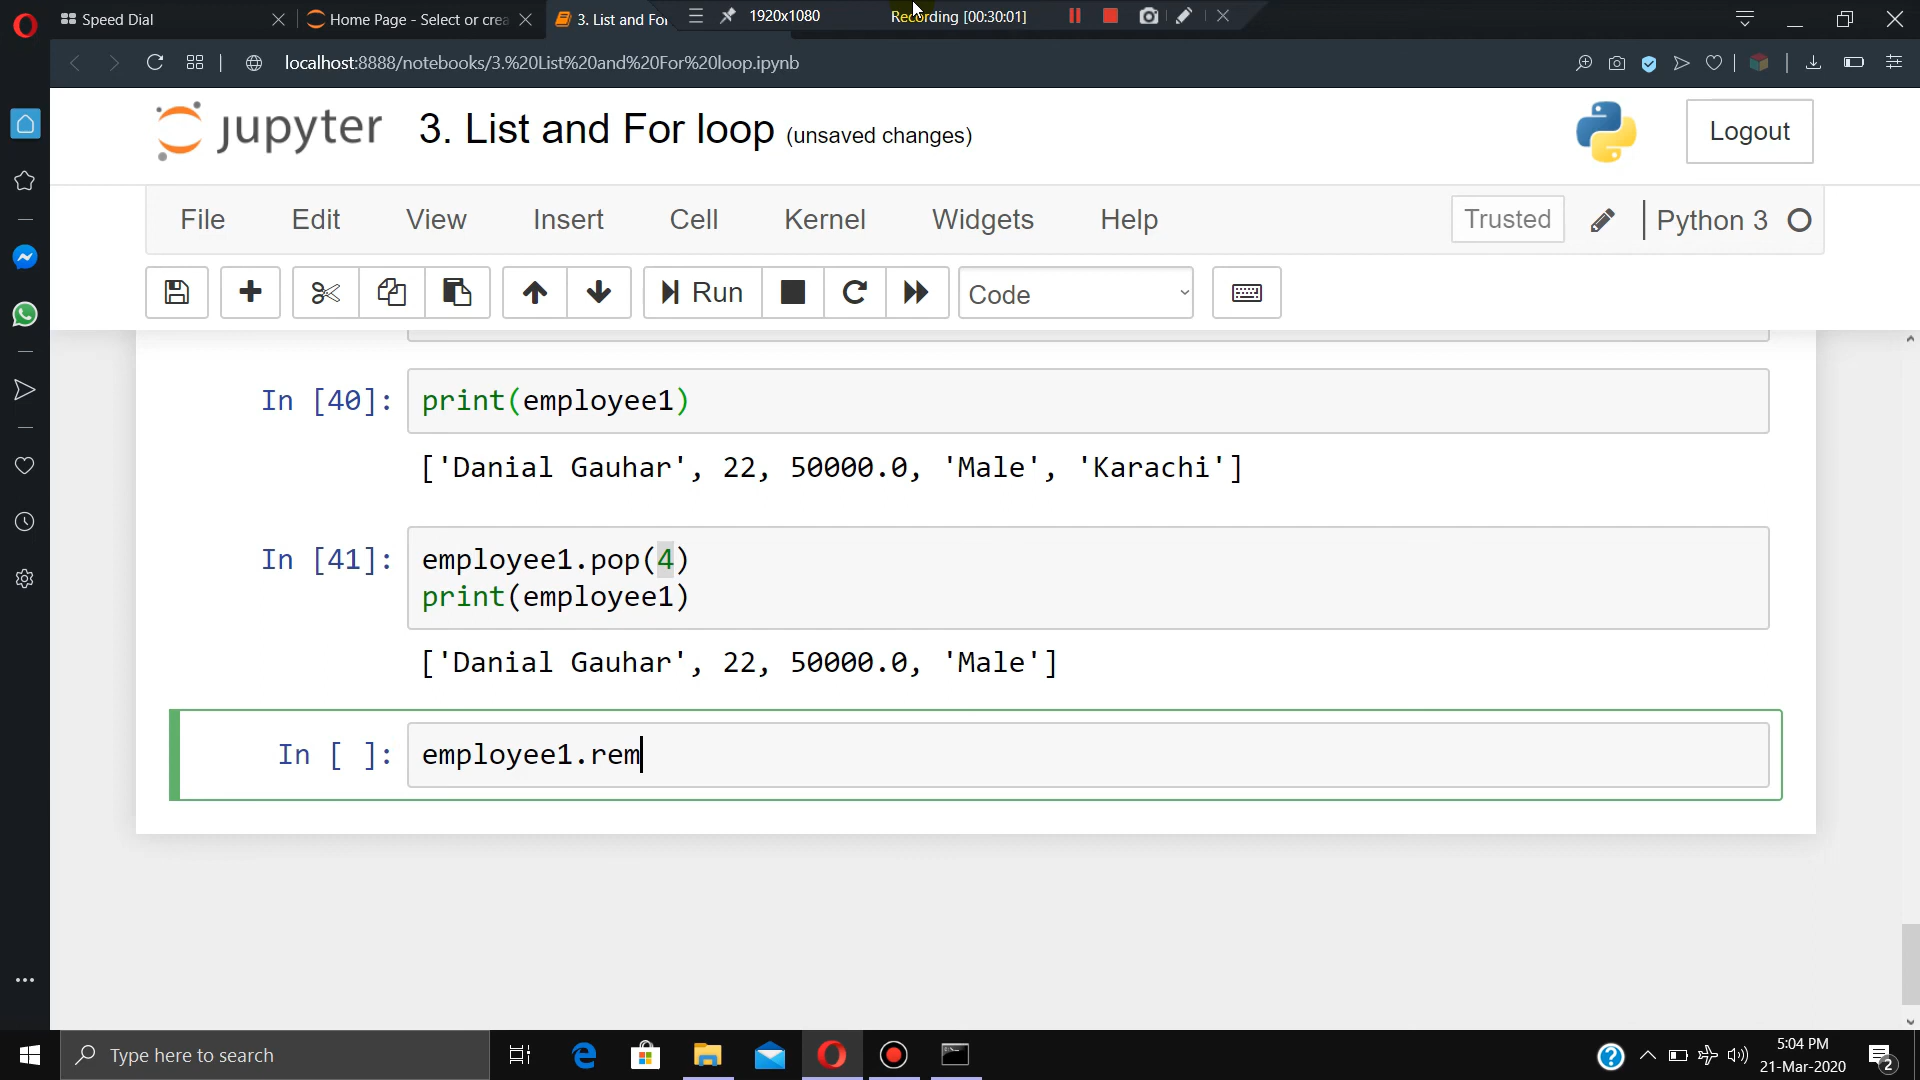 Speed Dial
Home Page - Select or crea
3. List and For
1920x1080
Recording [00:30:01]
localhost:8888/notebooks/3.%20List%20and%20For%20loop.ipynb
jupyter
3. List and For loop (unsaved changes)
Logout
File
Edit
View
Insert
Cell
Kernel
Widgets
Help
Trusted
Python 3
Run
Code
In [40]:
print(employee1)
['Danial Gauhar', 22, 50000.0, 'Male', 'Karachi']
In [41]:
employee1.pop(4)
print(employee1)
['Danial Gauhar', 22, 50000.0, 'Male']
In [ ]:
employee1.rem
Type here to search
5:04 PM
21-Mar-2020
2